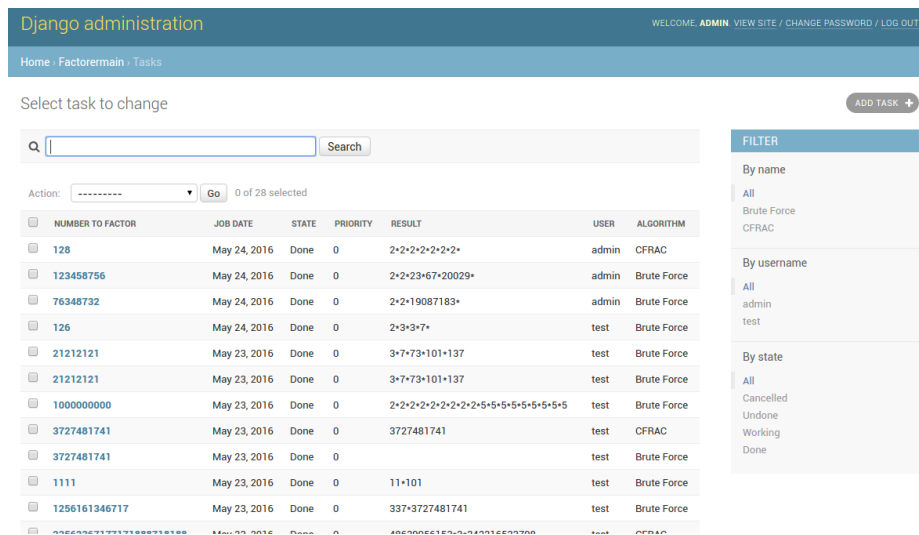 Django administration
WELCOME, ADMIN. VIEW SITE / CHANGE PASSWORD / LOG OUT
Home › Factorermain › Tasks
Select task to change
ADD TASK +
Search
Action: --------- Go 0 of 28 selected
NUMBER TO FACTOR JOB DATE STATE PRIORITY RESULT USER ALGORITHM
128 May 24, 2016 Done 0 2*2*2*2*2*2*2* admin CFRAC
123458756 May 24, 2016 Done 0 2*2*23*67*20029* admin Brute Force
76348732 May 24, 2016 Done 0 2*2*19087183* admin Brute Force
126 May 24, 2016 Done 0 2*3*3*7* test Brute Force
21212121 May 23, 2016 Done 0 3*7*73*101*137 test Brute Force
21212121 May 23, 2016 Done 0 3*7*73*101*137 test Brute Force
1000000000 May 23, 2016 Done 0 2*2*2*2*2*2*2*2*2*5*5*5*5*5*5*5*5*5 test Brute Force
3727481741 May 23, 2016 Done 0 3727481741 test CFRAC
3727481741 May 23, 2016 Done 0 test Brute Force
1111 May 23, 2016 Done 0 11*101 test Brute Force
1256161346717 May 23, 2016 Done 0 337*3727481741 test Brute Force
May 23, 2016 Done 0 test CFRAC
FILTER
By name
All
Brute Force
CFRAC
By username
All
admin
test
By state
All
Cancelled
Undone
Working
Done